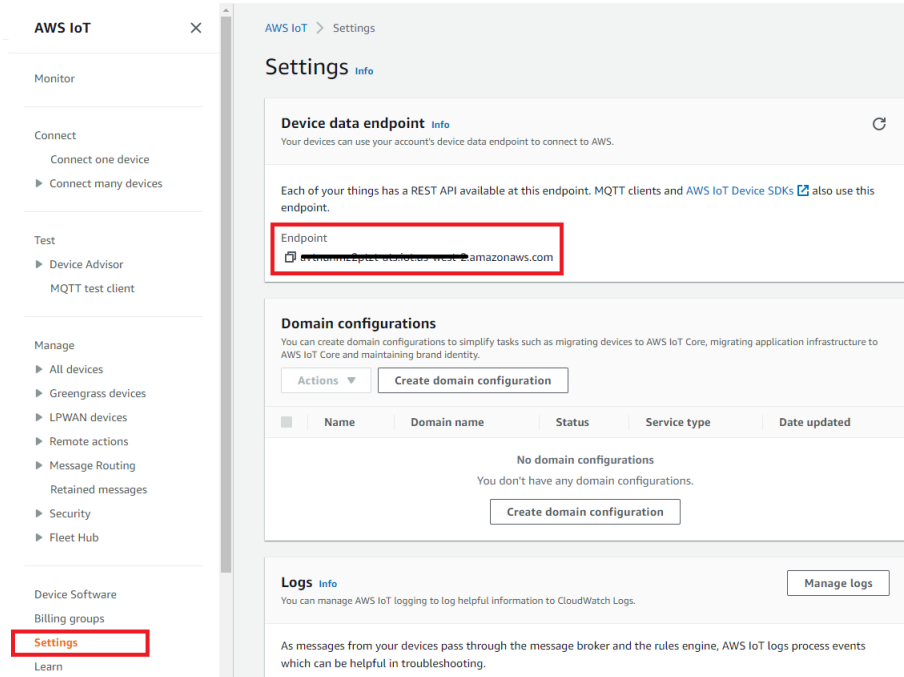 AWS IoT
Monitor
Connect
Connect one device
Connect many devices
Test
Device Advisor
MQTT test client
Manage
All devices
Greengrass devices
LPWAN devices
Remote actions
Message Routing
Retained messages
Security
Fleet Hub
Device Software
Billing groups
Settings
Learn
AWS IoT > Settings
Settings Info
Device data endpoint Info
Your devices can use your account's device data endpoint to connect to AWS.
Each of your things has a REST API available at this endpoint. MQTT clients and AWS IoT Device SDKs also use this
endpoint.
Endpoint
.amazonaws.com
Domain configurations
You can create domain configurations to simplify tasks such as migrating devices to AWS IoT Core, migrating application infrastructure to
AWS IoT Core and maintaining brand identity.
Actions
Create domain configuration
Name Domain name Status Service type Date updated
No domain configurations
You don't have any domain configurations.
Create domain configuration
Logs Info
Manage logs
You can manage AWS IoT logging to log helpful information to CloudWatch Logs.
As messages from your devices pass through the message broker and the rules engine, AWS IoT logs process events
which can be helpful in troubleshooting.